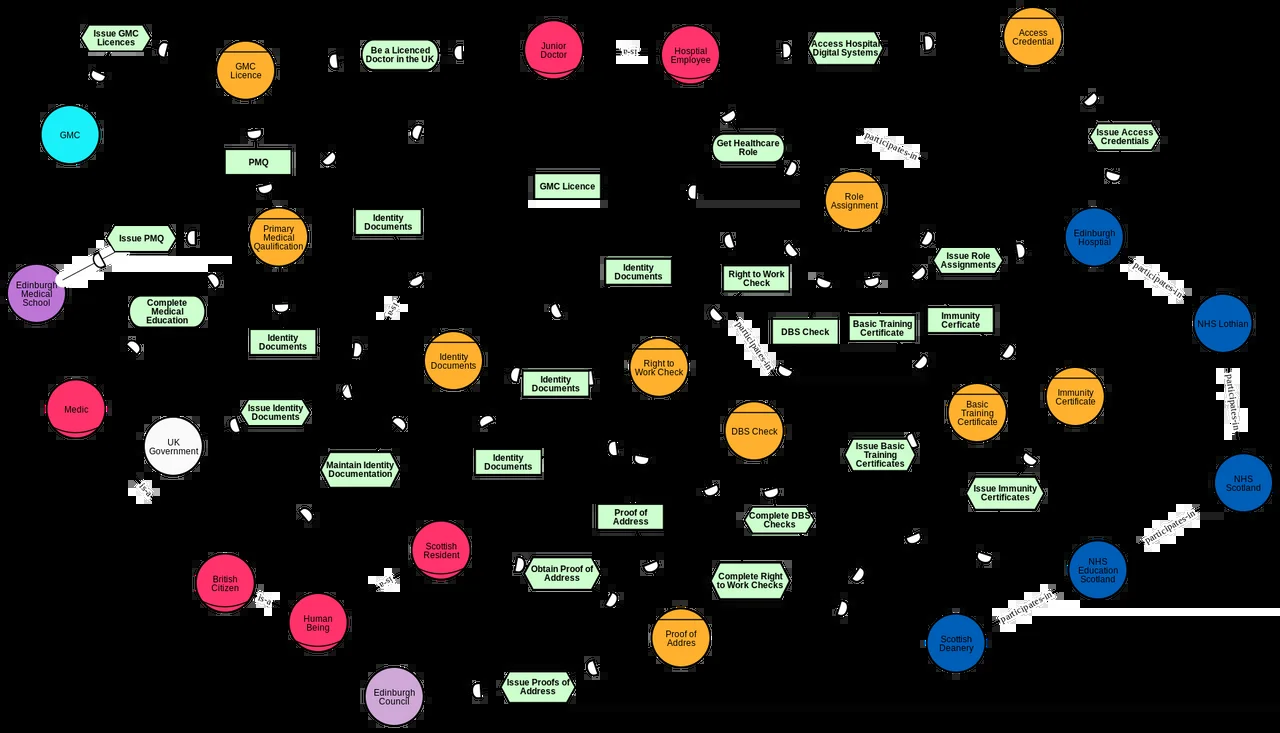 Issue GMC
Licences
GMC
Licence
Be a Licenced
Doctor in the UK
Junior
Doctor
is-a
Hosptial
Employee
Access Hospital
Digital Systems
Access
Credential
GMC
PMQ
Get Healthcare
Role
participates-in
Issue Access
Credentials
GMC Licence
Role
Assignment
Identity
Documents
Issue PMQ
Primary
Medical
Qaulification
Edinburgh
Hosptial
Edinburgh
Medical
School
Identity
Documents
Right to Work
Check
Issue Role
Assignments
participates-in
Complete
Medical
Education
is-a
Immunity
Cerficate
NHS Lothian
Identity
Documents
DBS Check
Basic Training
Certificate
participates-in
Identity
Documents
Right to
Work Check
Identity
Documents
Immunity
Certificate
participates-in
Medic
Issue Identity
Documents
Basic
Training
Certificate
UK
Government
DBS Check
Issue Basic
Training
Certificates
Maintain Identity
Documentation
Identity
Documents
NHS
Scotland
is-a
Issue Immunity
Certificates
Proof of
Address
Complete DBS
Checks
participates-in
Scottish
Resident
Obtain Proof of
Address
Complete Right
to Work Checks
NHS
Education
Scotland
British
Citizen
is-a
is-a
Human
Being
participates-in
Proof of
Addres
Scottish
Deanery
Edinburgh
Council
Issue Proofs of
Address